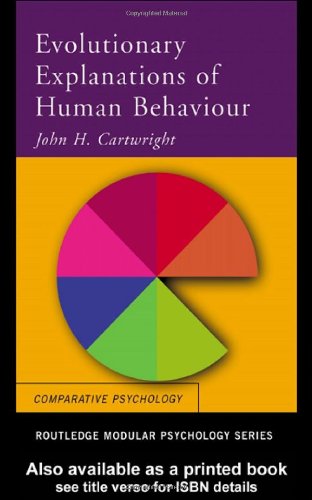 Evolutionary
Explanations of
Human Behaviour
John H. Cartwright
COMPARATIVE PSYCHOLOGY
ROUTLEDGE MODULAR PSYCHOLOGY SERIES
Also available as a printed book
see title verso for ISBN details